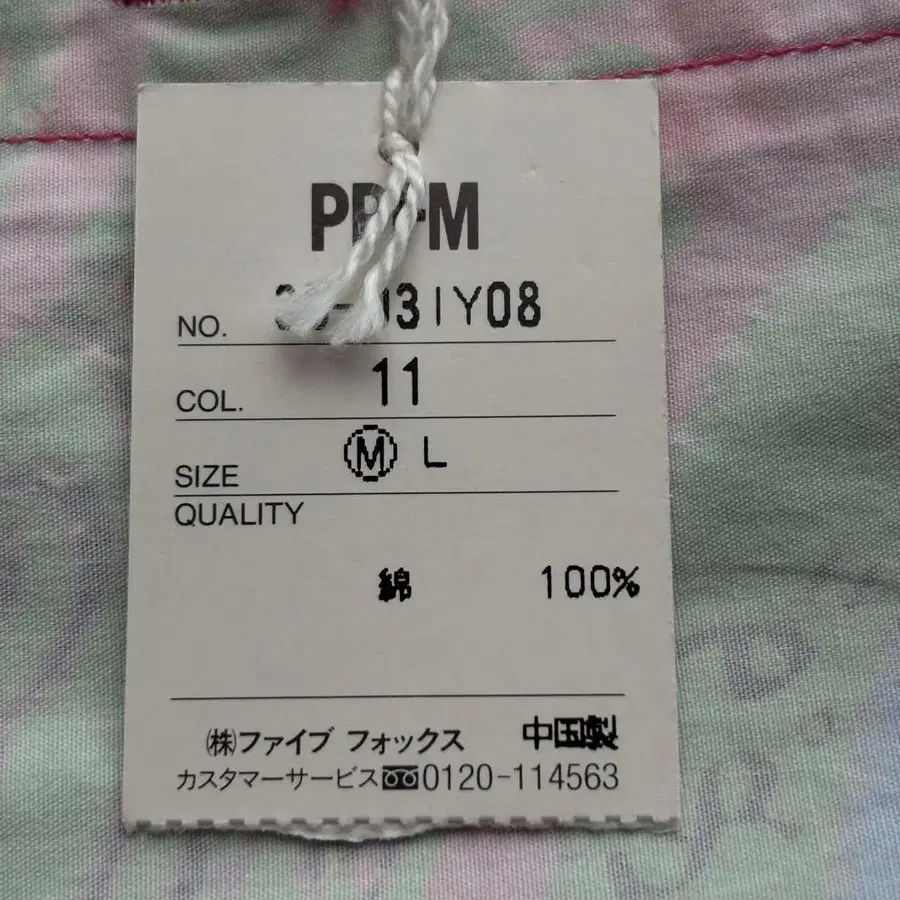 NO.
COL. 11
SIZE Ⓜ L
QUALITY
綿 100%
㈱ファイブ フォックス 中国製
カスタマーサービス 0120-114563